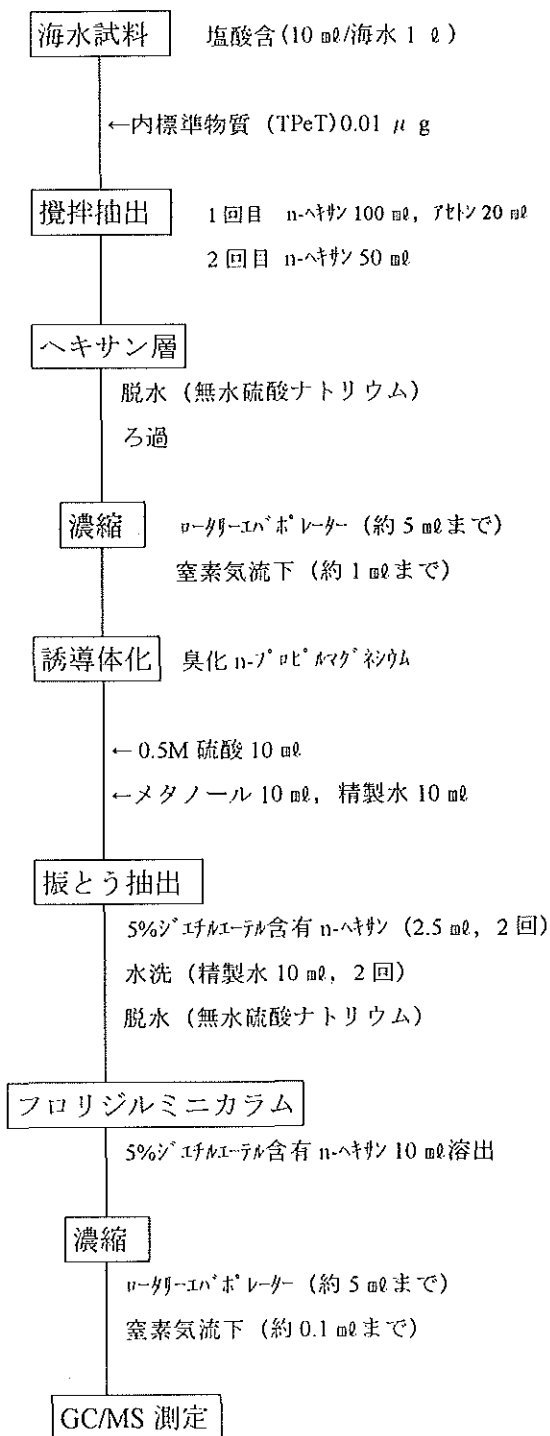 海水試料 塩酸含(10 ㎖/海水 1 ℓ)
←内標準物質 (TPeT)0.01 μ g
攪拌抽出 1回目 n-ﾍｷｻﾝ 100 ㎖, ｱｾﾄﾝ 20 ㎖
2回目 n-ﾍｷｻﾝ 50 ㎖
ヘキサン層
脱水 (無水硫酸ナトリウム)
ろ過
濃縮 ﾛｰﾀﾘｰｴﾊﾞﾎﾟﾚｰﾀｰ (約 5 ㎖まで)
窒素気流下 (約 1 ㎖まで)
誘導体化 臭化 n-ﾌﾟﾛﾋﾟﾙﾏｸﾞﾈｼｳﾑ
← 0.5M 硫酸 10 ㎖
←メタノール 10 ㎖, 精製水 10 ㎖
振とう抽出
5%ｼﾞｴﾁﾙｴｰﾃﾙ含有 n-ﾍｷｻﾝ (2.5 ㎖, 2回)
水洗 (精製水 10 ㎖, 2回)
脱水 (無水硫酸ナトリウム)
フロリジルミニカラム
5%ｼﾞｴﾁﾙｴｰﾃﾙ含有 n-ﾍｷｻﾝ 10 ㎖溶出
濃縮
ﾛｰﾀﾘｰｴﾊﾞﾎﾟﾚｰﾀｰ (約 5 ㎖まで)
窒素気流下 (約 0.1 ㎖まで)
GC/MS 測定